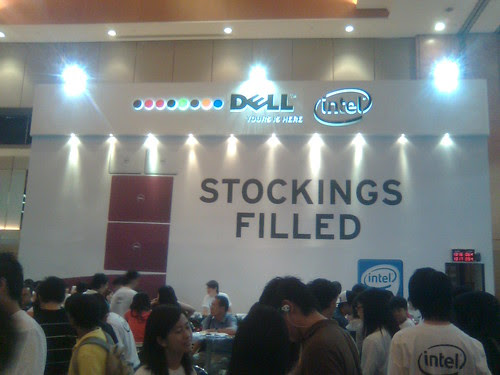 DELL
YOURS IS HERE
intel
STOCKINGS
FILLED
intel
intel